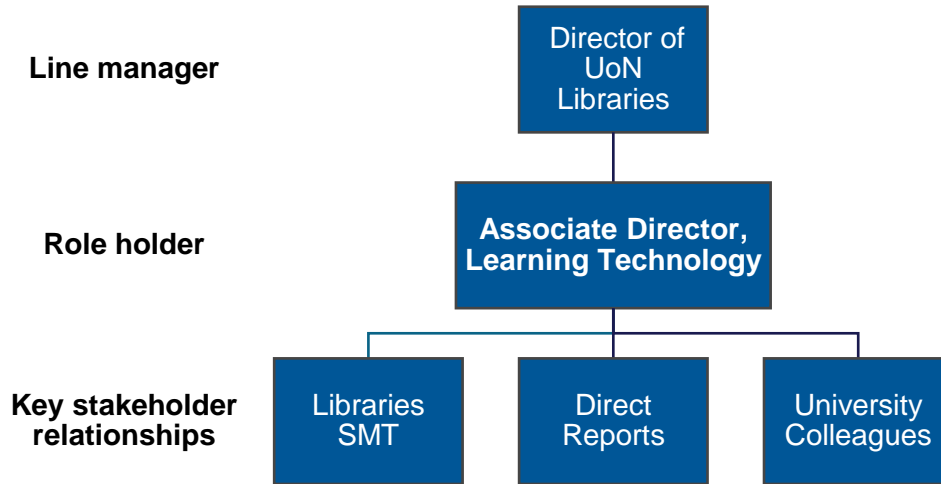 Line manager
Director of
UoN
Libraries
Role holder
Associate Director,
Learning Technology
Key stakeholder
relationships
Libraries
SMT
Direct
Reports
University
Colleagues